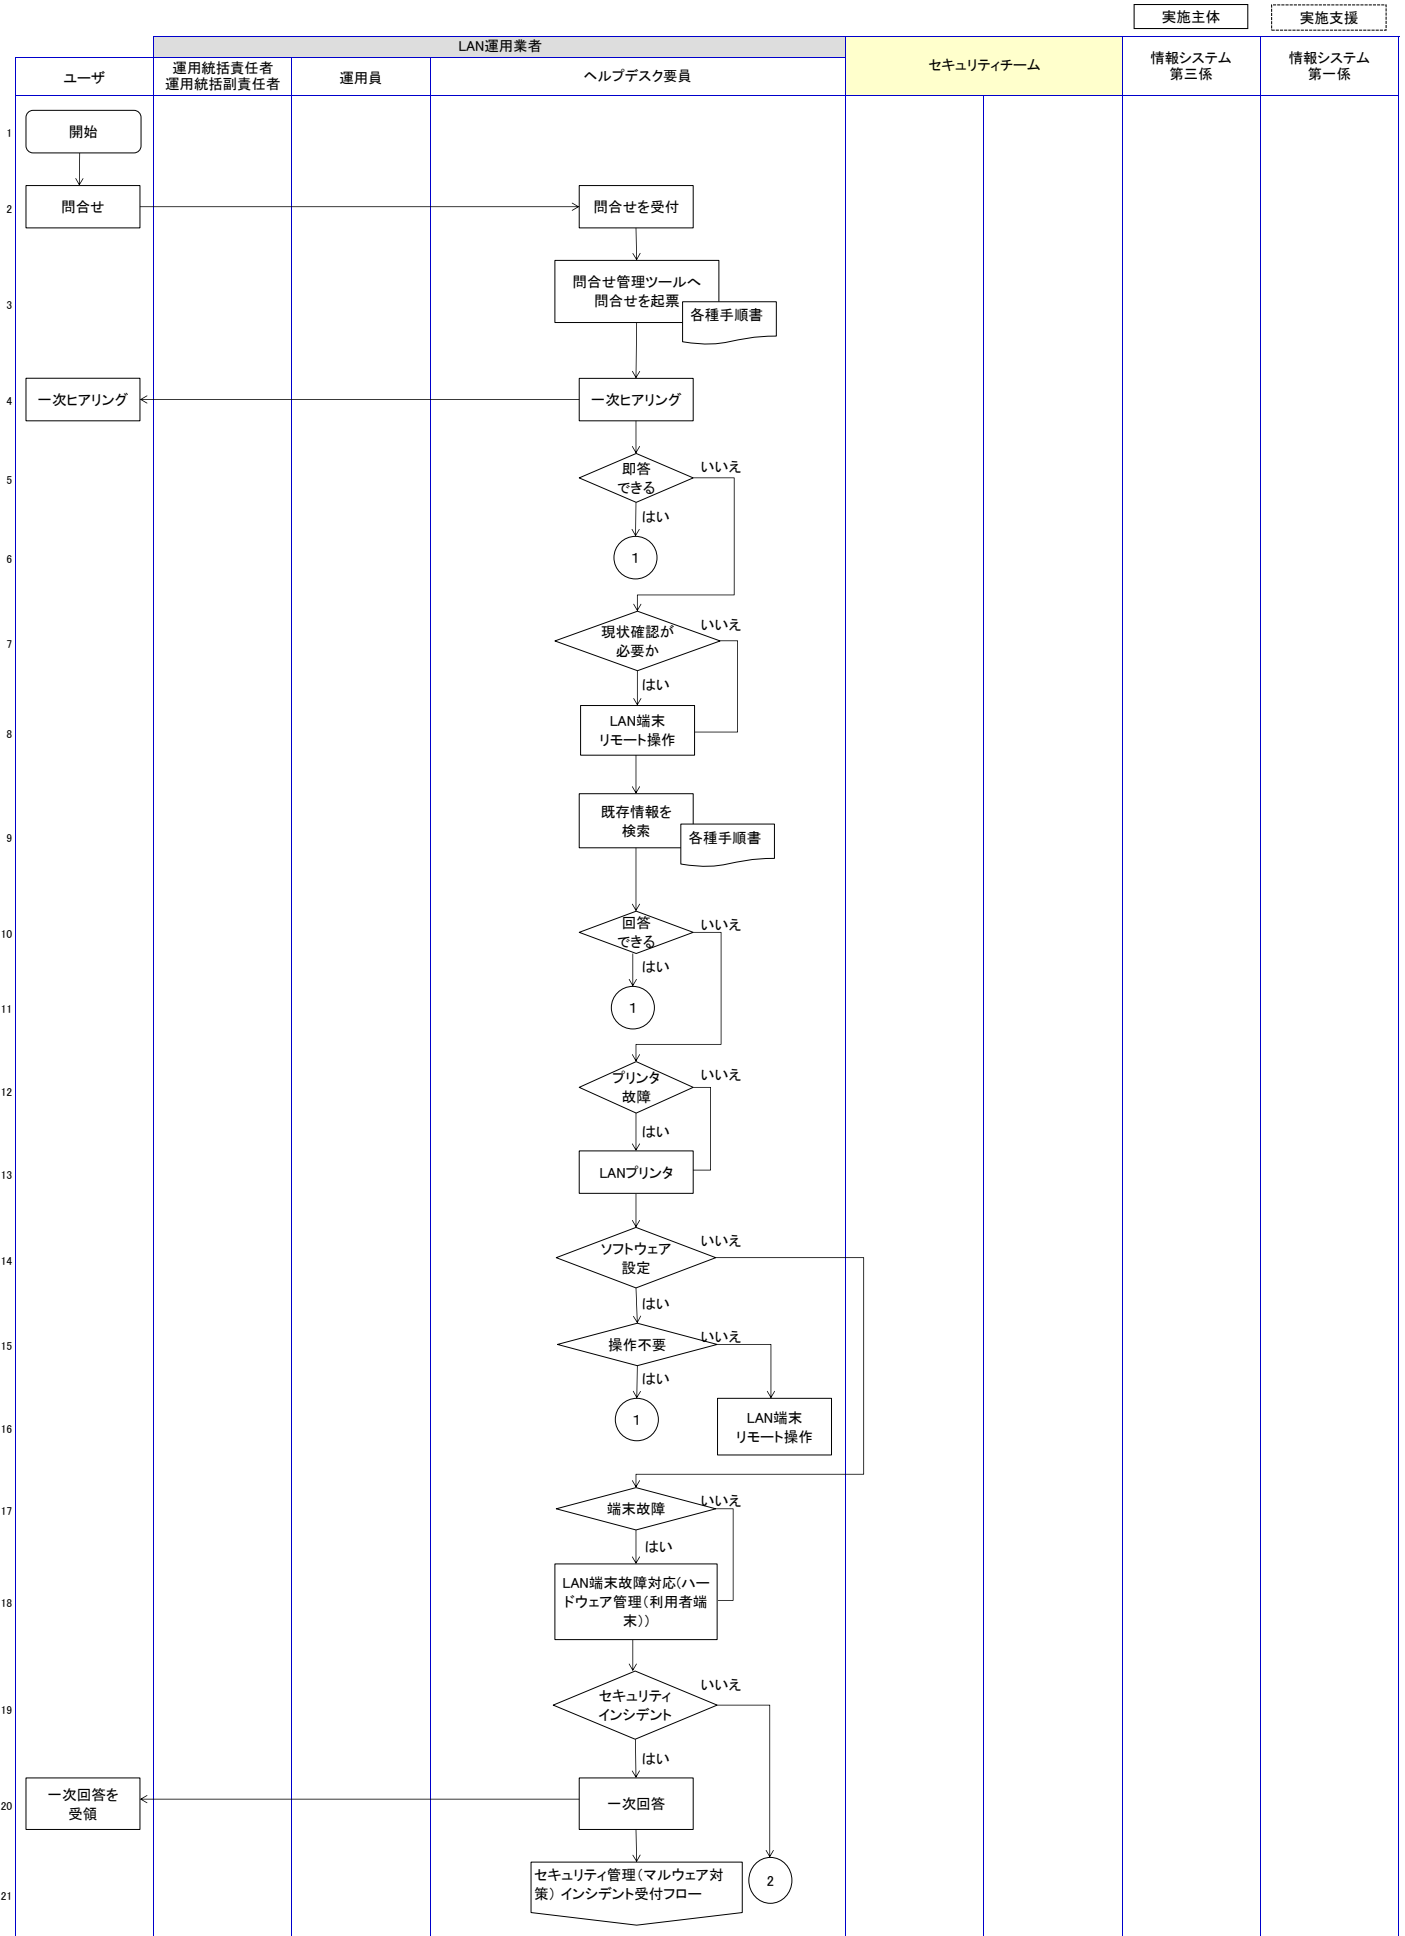 実施主体
実施支援
LAN運用業者
ユーザ
運用統括責任者
運用統括副責任者
運用員
ヘルプデスク要員
セキュリティチーム
情報システム
第三係
情報システム
第一係
1
開始
2
問合せ
問合せを受付
3
問合せ管理ツールへ
問合せを起票
各種手順書
4
一次ヒアリング
一次ヒアリング
5
即答
できる
いいえ
はい
6
1
7
現状確認が
必要か
いいえ
はい
8
LAN端末
リモート操作
9
既存情報を
検索
各種手順書
10
回答
できる
いいえ
はい
11
1
12
プリンタ
故障
いいえ
はい
13
LANプリンタ
14
ソフトウェア
設定
いいえ
はい
15
操作不要
いいえ
はい
16
1
LAN端末
リモート操作
17
端末故障
いいえ
はい
18
LAN端末故障対応(ハー
ドウェア管理(利用者端
末))
19
セキュリティ
インシデント
いいえ
はい
20
一次回答を
受領
一次回答
21
セキュリティ管理(マルウェア対
策)インシデント受付フロー
2